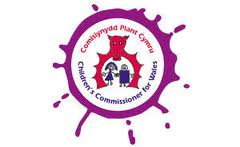 Comisiynydd Plant Cymru
Children's Commissioner for Wales